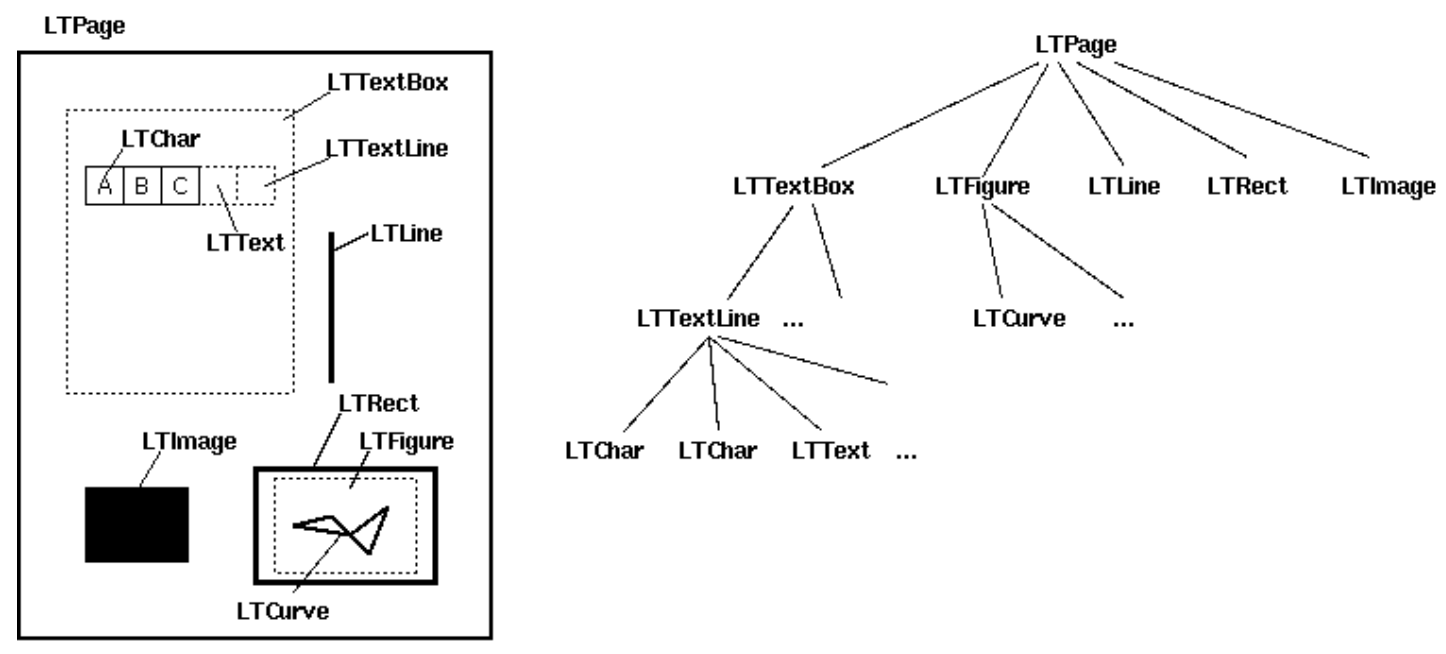 LTPage
LTTextBox
LTChar
LTTextLine
A B C
LTText
LTLine
LTRect
LTImage
LTFigure
LTCurve
LTPage
LTTextBox LTFigure LTLine LTRect LTImage
LTTextLine ... LTCurve ...
LTChar LTChar LTText ...